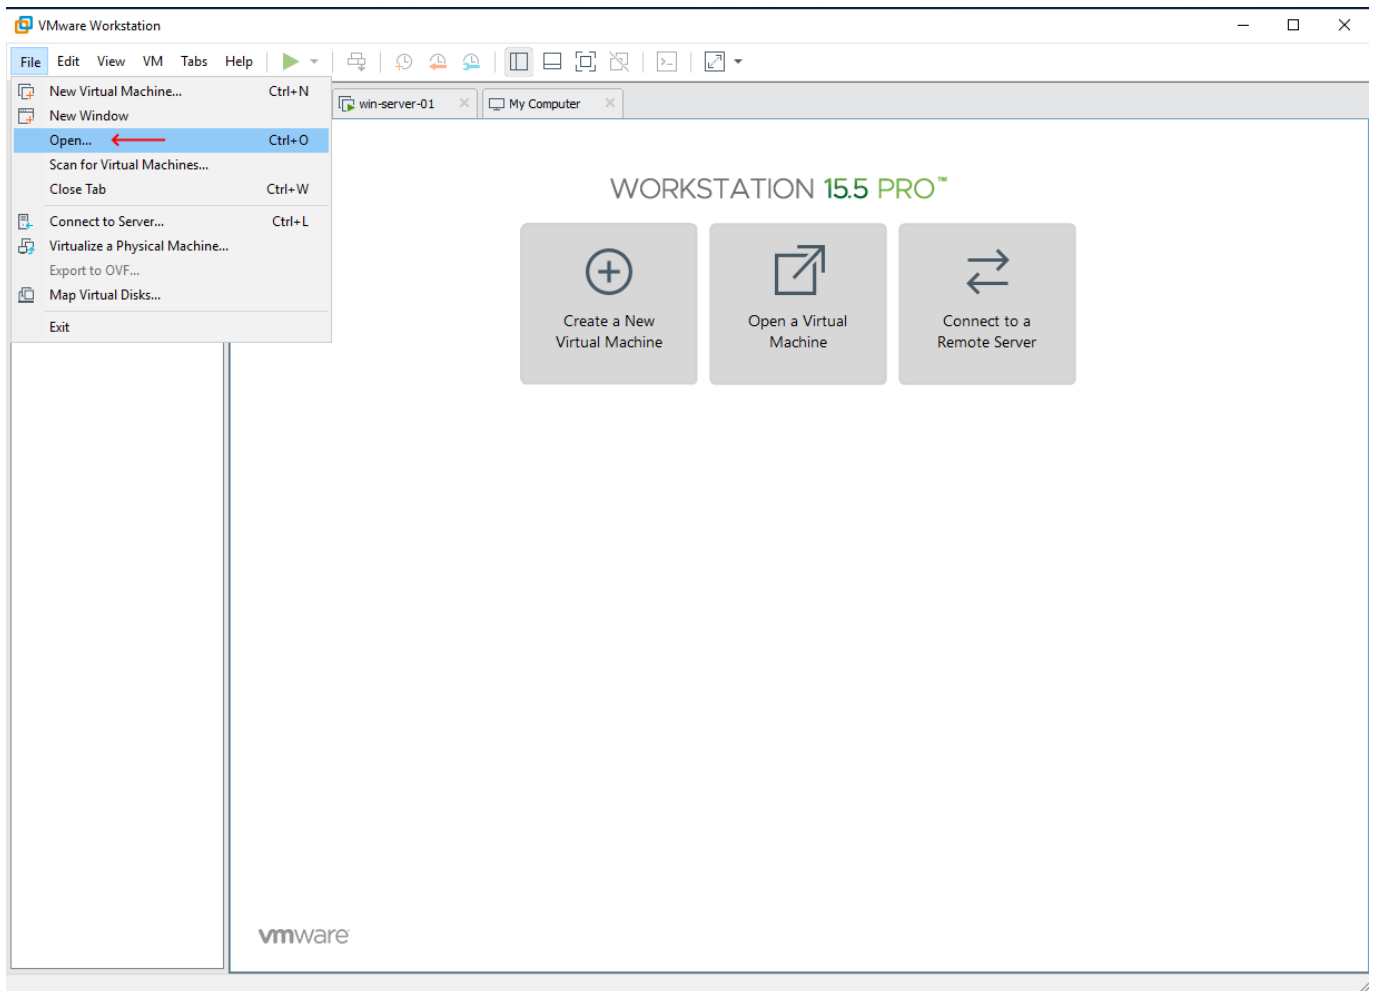 VMware Workstation
File Edit View VM Tabs Help
New Virtual Machine... Ctrl+N
New Window
Open... Ctrl+O
Scan for Virtual Machines...
Close Tab Ctrl+W
Connect to Server... Ctrl+L
Virtualize a Physical Machine...
Export to OVF...
Map Virtual Disks...
Exit
win-server-01
My Computer
WORKSTATION 15.5 PRO™
Create a New
Virtual Machine
Open a Virtual
Machine
Connect to a
Remote Server
vmware